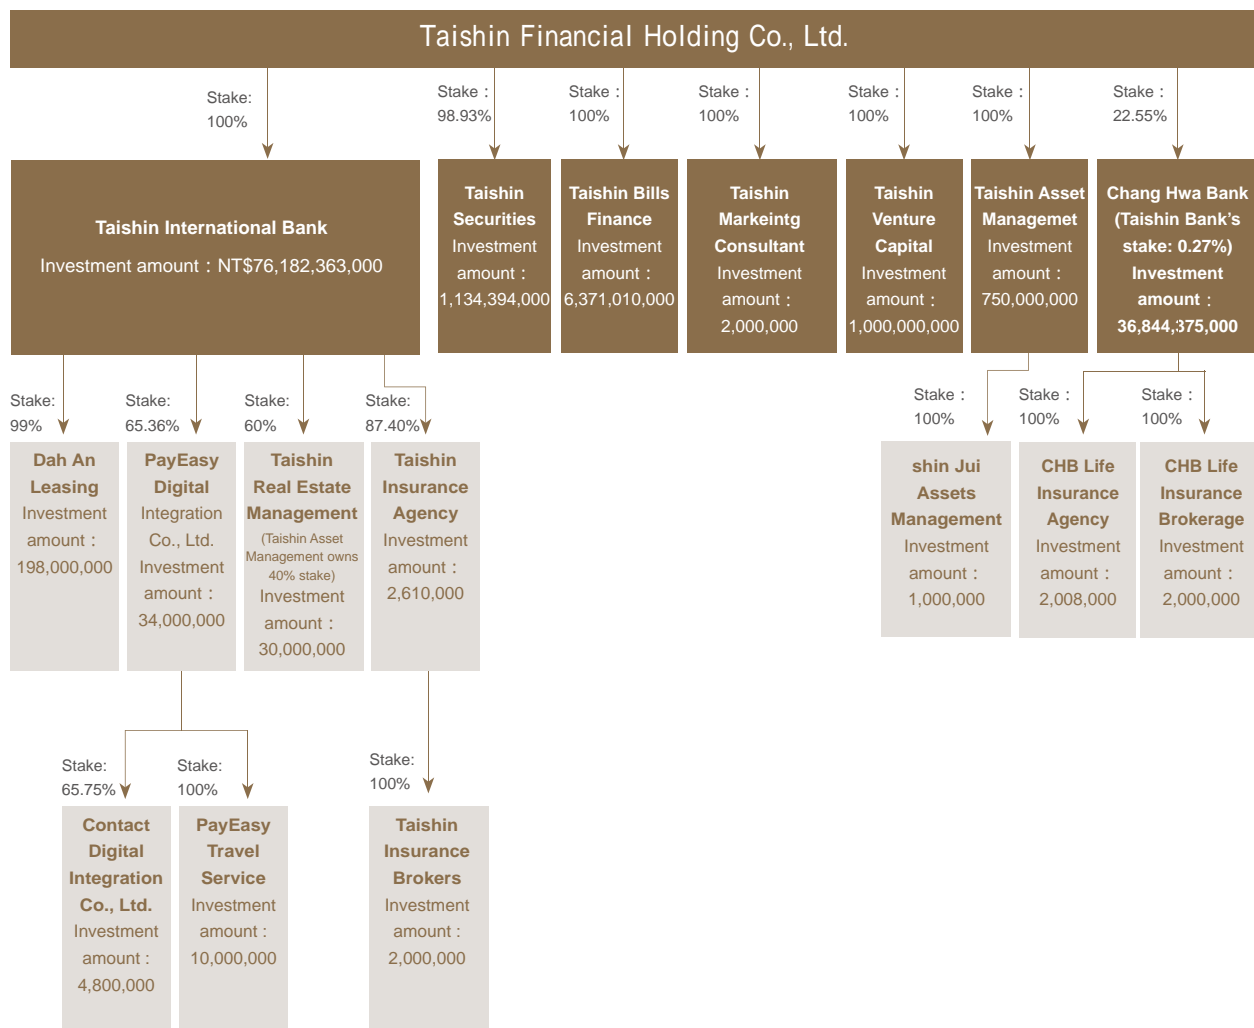 Taishin Financial Holding Co., Ltd.
Stake:
100%
Stake：
98.93%
Stake：
100%
Stake：
100%
Stake：
100%
Stake：
100%
Stake：
22.55%
Taishin International Bank
Investment amount：NT$76,182,363,000
Taishin
Securities
Investment
amount：
1,134,394,000
Taishin Bills
Finance
Investment
amount：
6,371,010,000
Taishin
Markeintg
Consultant
Investment
amount：
2,000,000
Taishin
Venture
Capital
Investment
amount：
1,000,000,000
Taishin Asset
Managemet
Investment
amount：
750,000,000
Chang Hwa Bank
(Taishin Bank's
stake: 0.27%)
Investment
amount：
36,844,375,000
Stake:
99%
Stake:
65.36%
Stake:
60%
Stake:
87.40%
Stake：
100%
Stake：
100%
Stake：
100%
Dah An
Leasing
Investment
amount：
198,000,000
PayEasy
Digital
Integration
Co., Ltd.
Investment
amount：
34,000,000
Taishin
Real Estate
Management
(Taishin Asset
Management owns
40% stake)
Investment
amount：
30,000,000
Taishin
Insurance
Agency
Investment
amount：
2,610,000
shin Jui
Assets
Management
Investment
amount：
1,000,000
CHB Life
Insurance
Agency
Investment
amount：
2,008,000
CHB Life
Insurance
Brokerage
Investment
amount：
2,000,000
Stake:
65.75%
Stake:
100%
Stake:
100%
Contact
Digital
Integration
Co., Ltd.
Investment
amount :
4,800,000
PayEasy
Travel
Service
Investment
amount :
10,000,000
Taishin
Insurance
Brokers
Investment
amount：
2,000,000